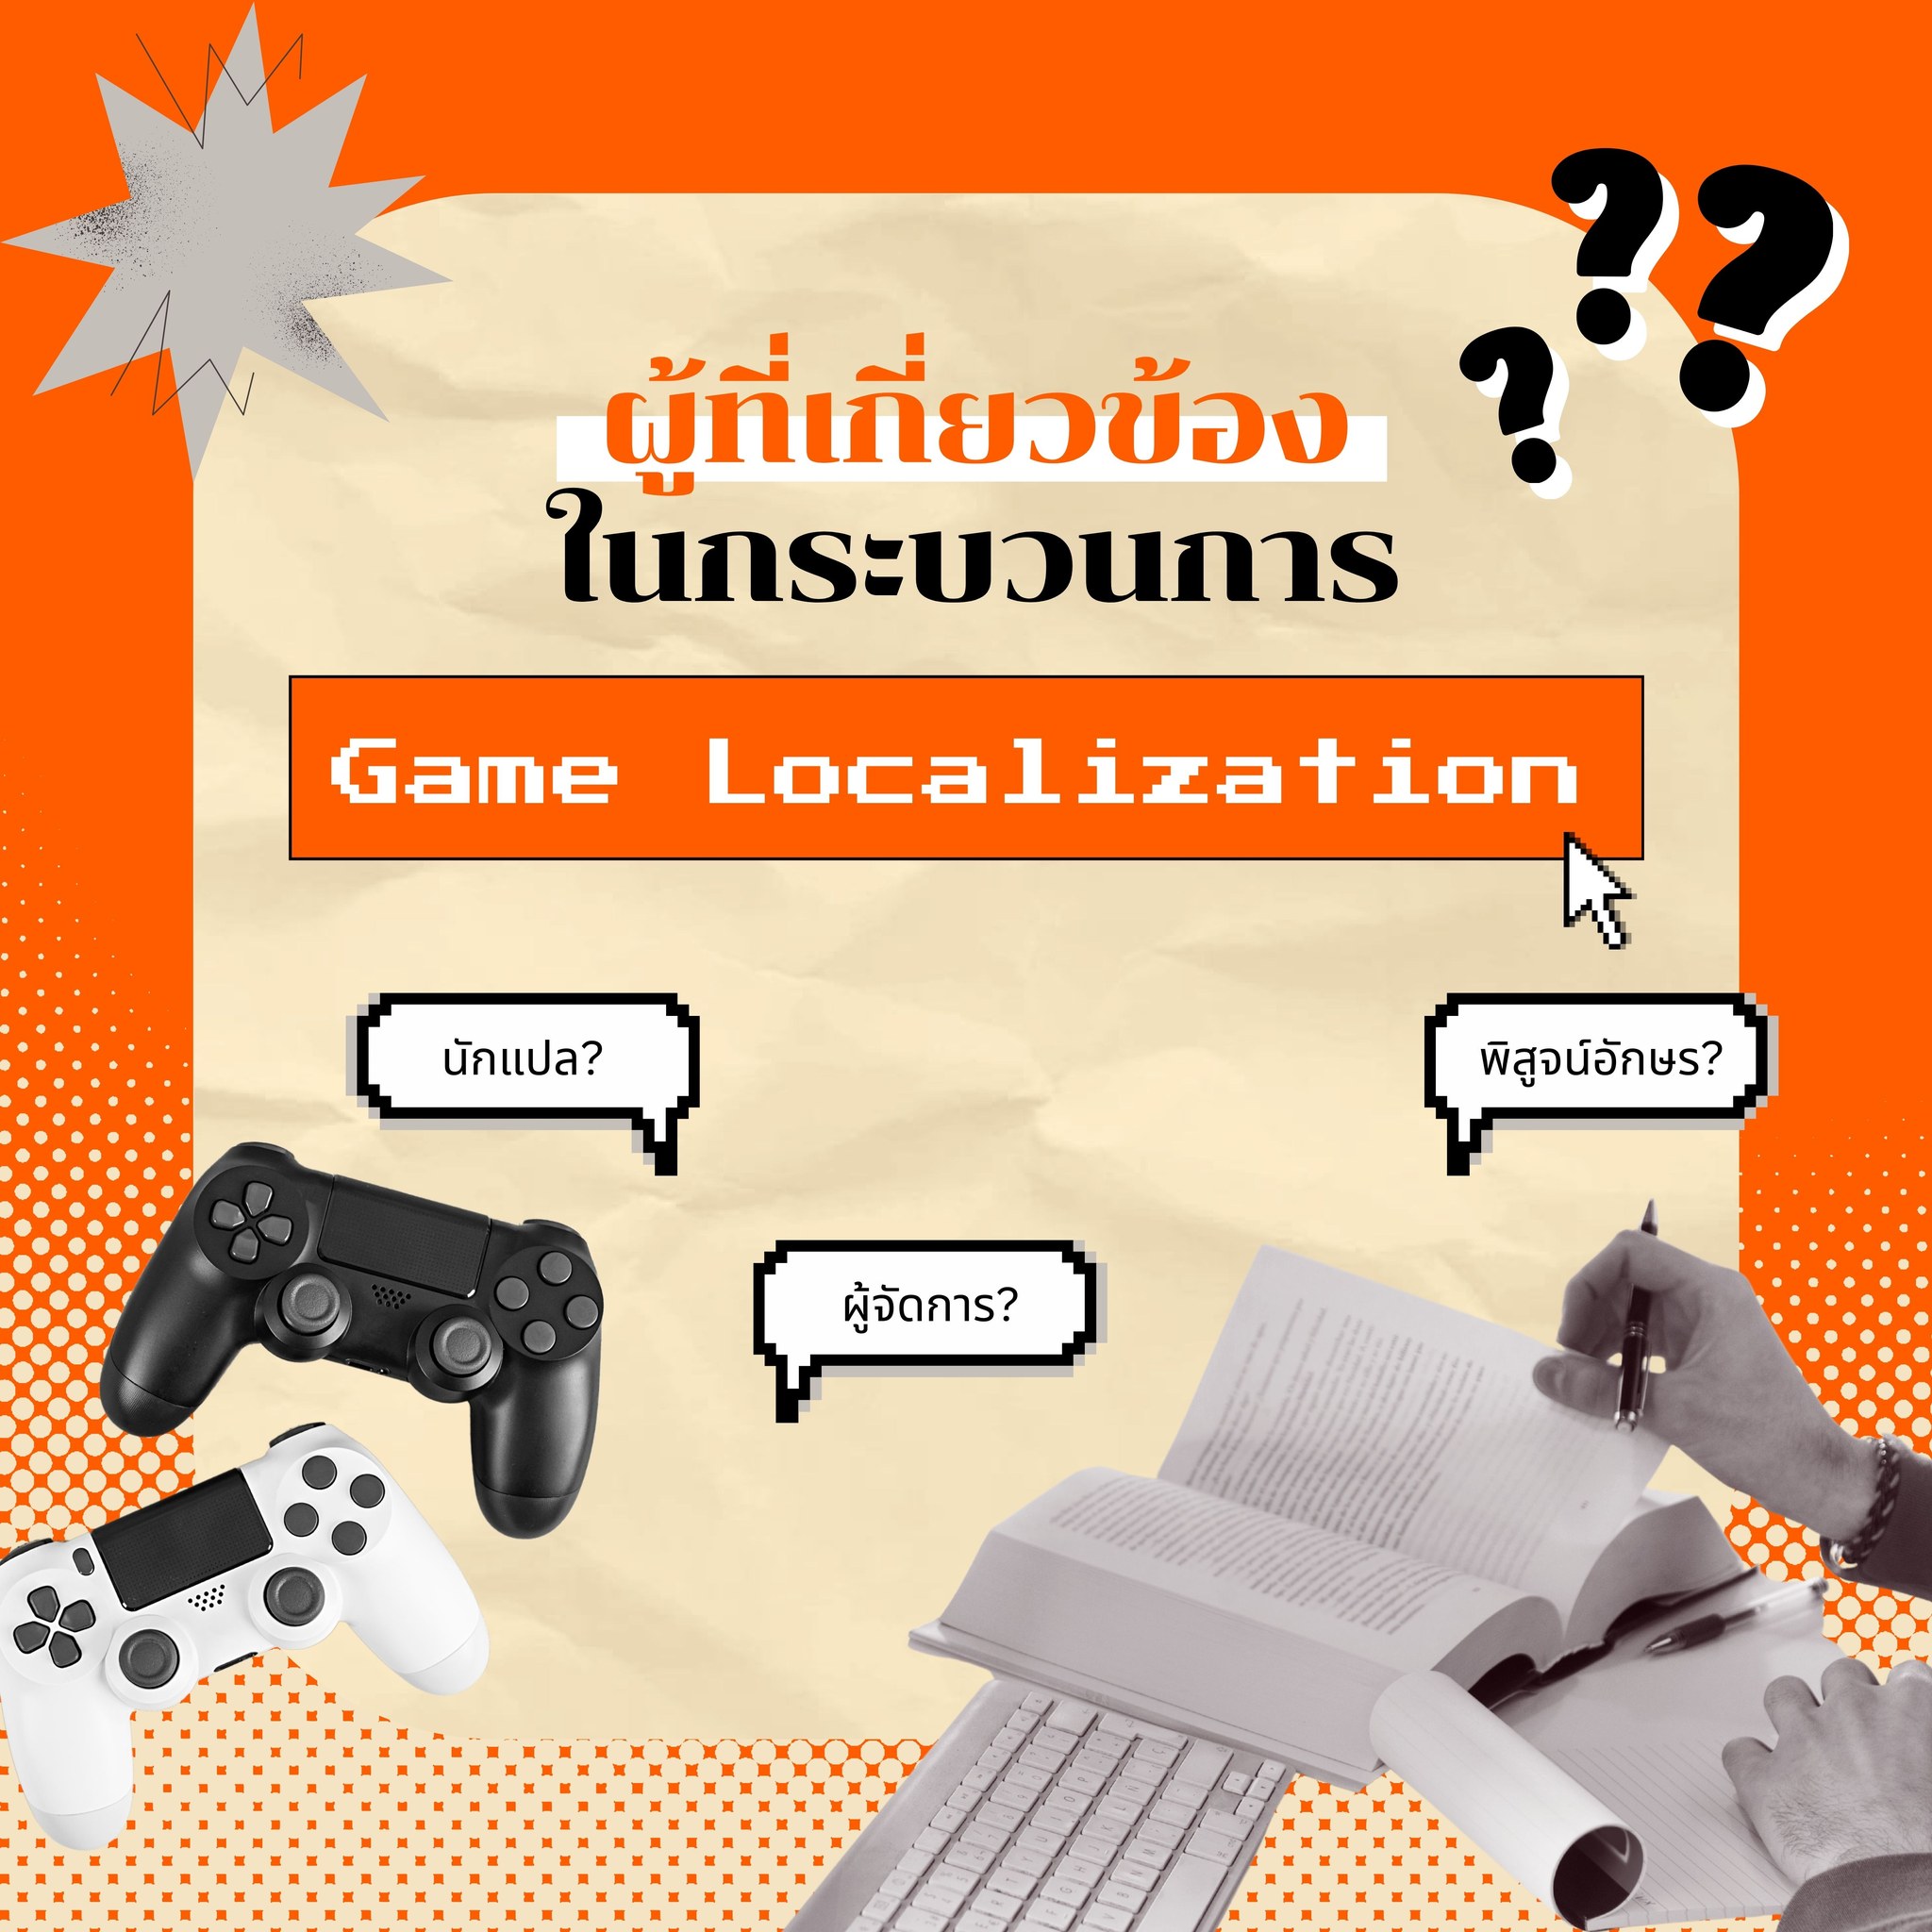 ผู้ที่เกี่ยวข้อง
ในกระบวนการ
Game Localization
นักแปล?
พิสูจน์อักษร?
ผู้จัดการ?